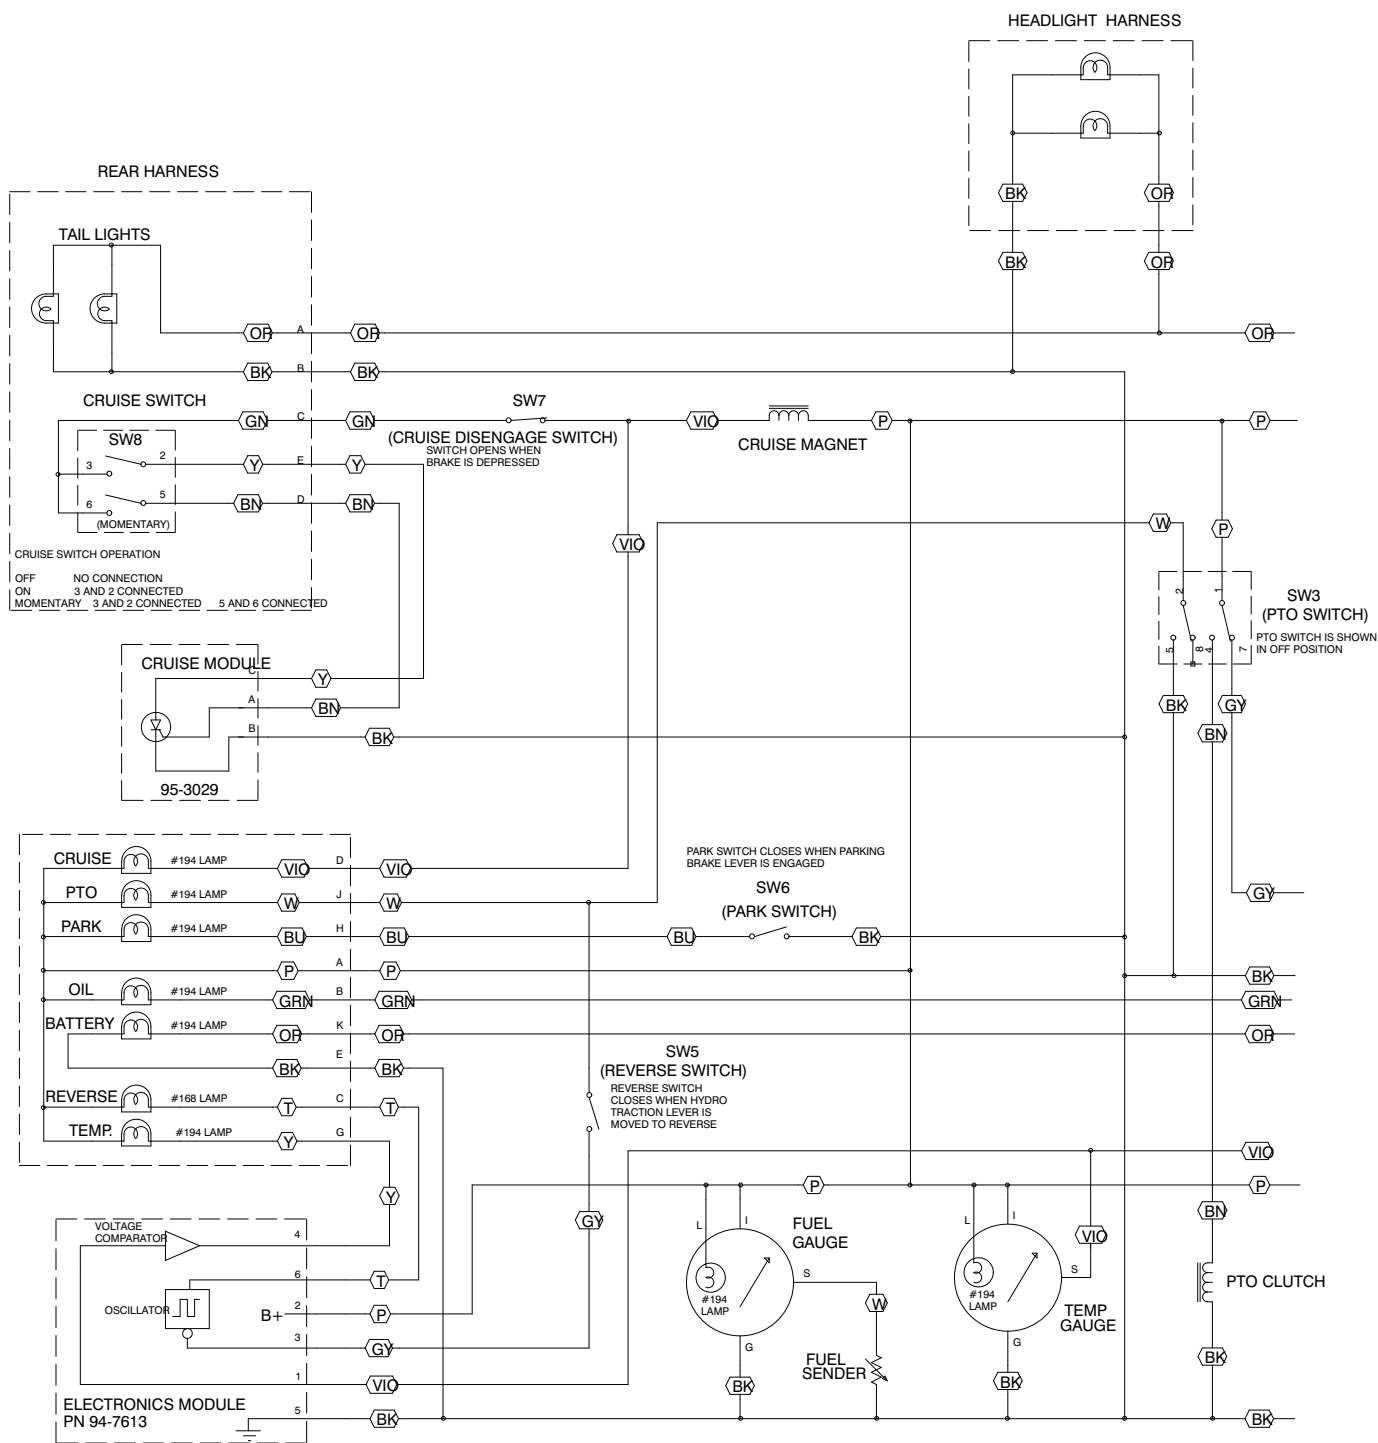 HEADLIGHT HARNESS
BK
OR
BK
OR
REAR HARNESS
TAIL LIGHTS
OR
A
OR
OR
BK
B
BK
CRUISE SWITCH
GN
C
GN
SW7
(CRUISE DISENGAGE SWITCH)
SWITCH OPENS WHEN
BRAKE IS DEPRESSED
VIO
CRUISE MAGNET
P
P
SW8
3
2
Y
E
Y
6
5
BN
D
BN
(MOMENTARY)
CRUISE SWITCH OPERATION
OFF NO CONNECTION
ON 3 AND 2 CONNECTED
MOMENTARY 3 AND 2 CONNECTED 5 AND 6 CONNECTED
VIO
W
P
2
1
SW3
(PTO SWITCH)
PTO SWITCH IS SHOWN
IN OFF POSITION
5
8
4
7
BK
GY
BN
CRUISE MODULE
C
Y
A
BN
B
BK
95-3029
CRUISE #194 LAMP VIO D VIO
PTO #194 LAMP W J W
PARK #194 LAMP BU H BU
PARK SWITCH CLOSES WHEN PARKING
BRAKE LEVER IS ENGAGED
SW6
(PARK SWITCH)
BU
BK
GY
P A P
BK
OIL #194 LAMP GRN B GRN
GRN
BATTERY #194 LAMP OR K OR
OR
BK E BK
REVERSE #168 LAMP T C T
TEMP. #194 LAMP Y G
SW5
(REVERSE SWITCH)
REVERSE SWITCH
CLOSES WHEN HYDRO
TRACTION LEVER IS
MOVED TO REVERSE
VIO
P
P
Y
GY
BN
VOLTAGE
COMPARATOR
4
6
T
OSCILLATOR
B+
2
P
3
GY
1
VIO
ELECTRONICS MODULE
PN 94-7613
5
BK
L
I
FUEL
GAUGE
#194
LAMP
S
W
G
BK
FUEL
SENDER
L
I
VIO
#194
LAMP
S
TEMP
GAUGE
G
BK
PTO CLUTCH
BK
BK